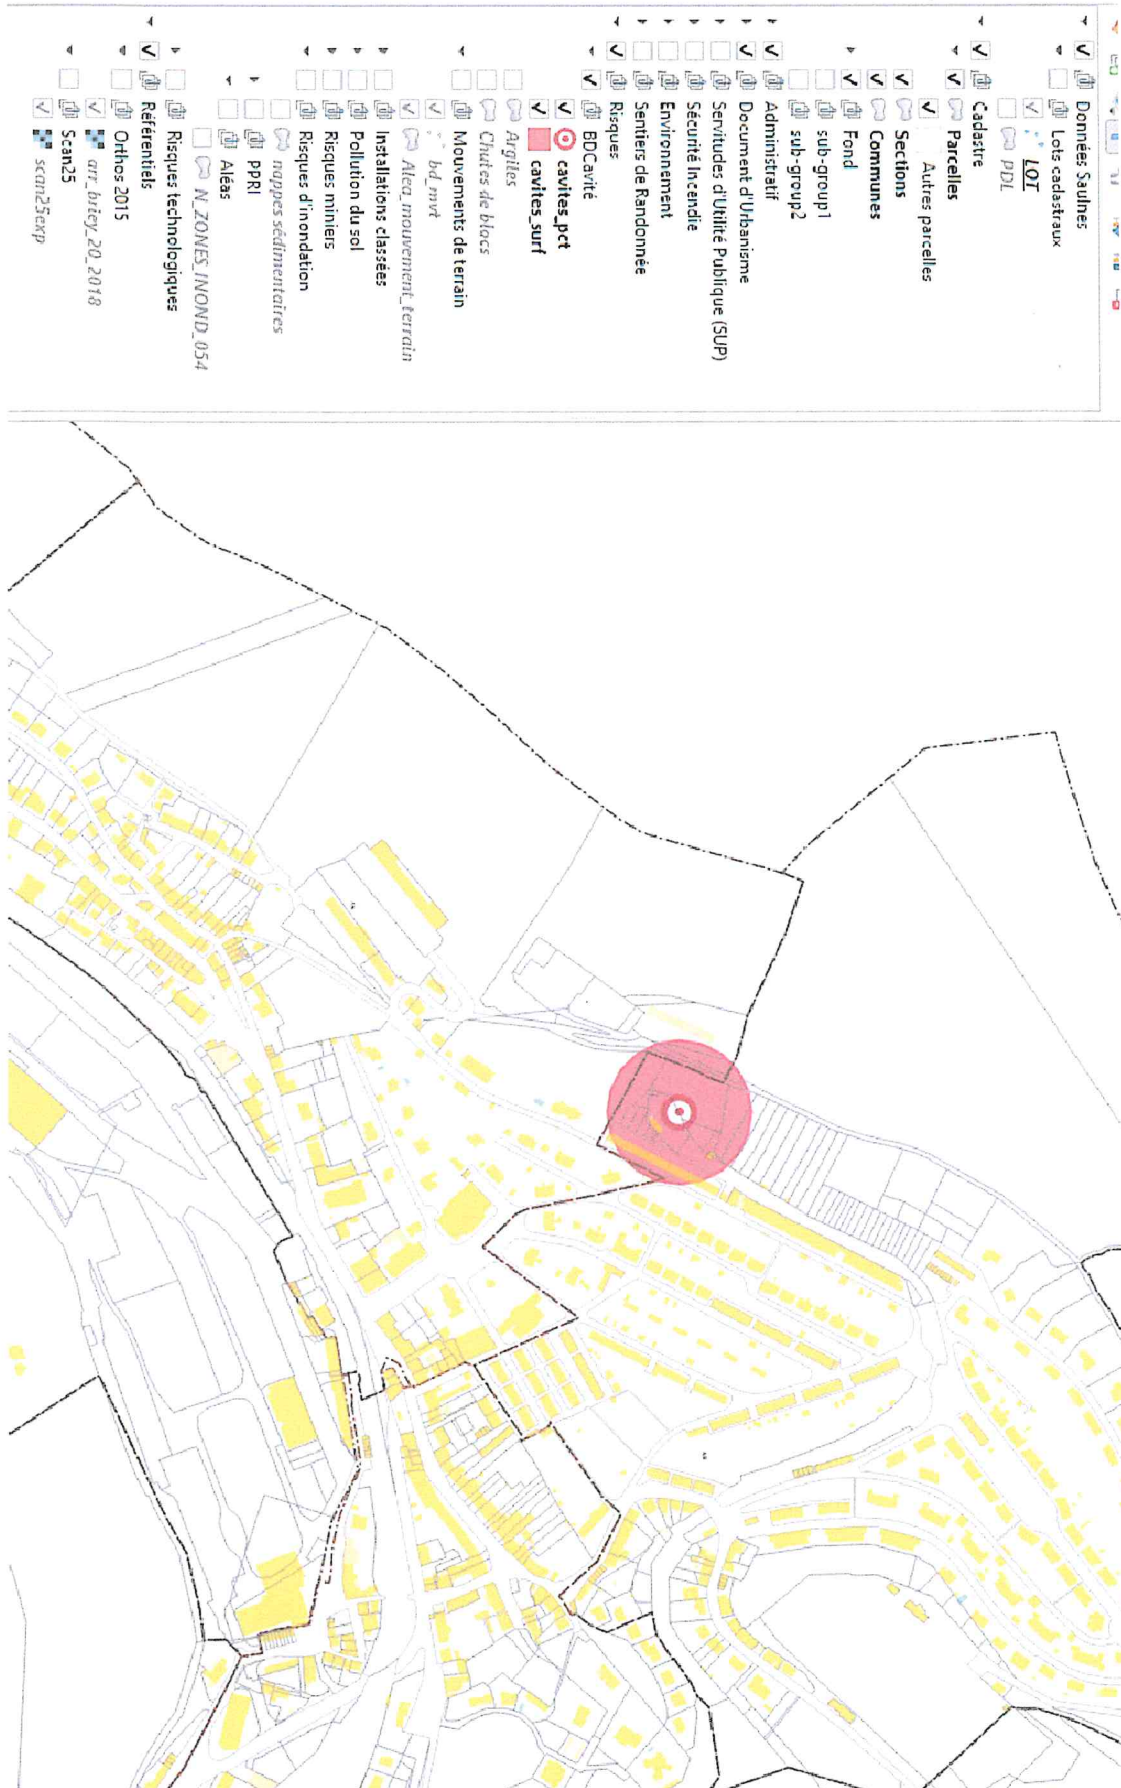 Données Saulnes
Lots cadastraux
LOT
PDL
Cadastre
Parcelles
Autres parcelles
Sections
Communes
Fond
sub-group1
sub-group2
Administratif
Document d'Urbanisme
Servitudes d'Utilité Publique (SUP)
Sécurité Incendie
Environnement
Sentiers de Randonnée
Risques
BDCavité
cavites_pct
cavites_surf
Argiles
Chutes de blocs
Mouvements de terrain
bd_mvt
Alea_mouvement_terrain
Installations classées
Pollution du sol
Risques miniers
Risques d'inondation
nappes sédimentaires
PPRI
Aléas
N_ZONES_INOND_054
Risques technologiques
Référentiels
Orthos 2015
arr_briey_20_2018
Scan25
scan25exp